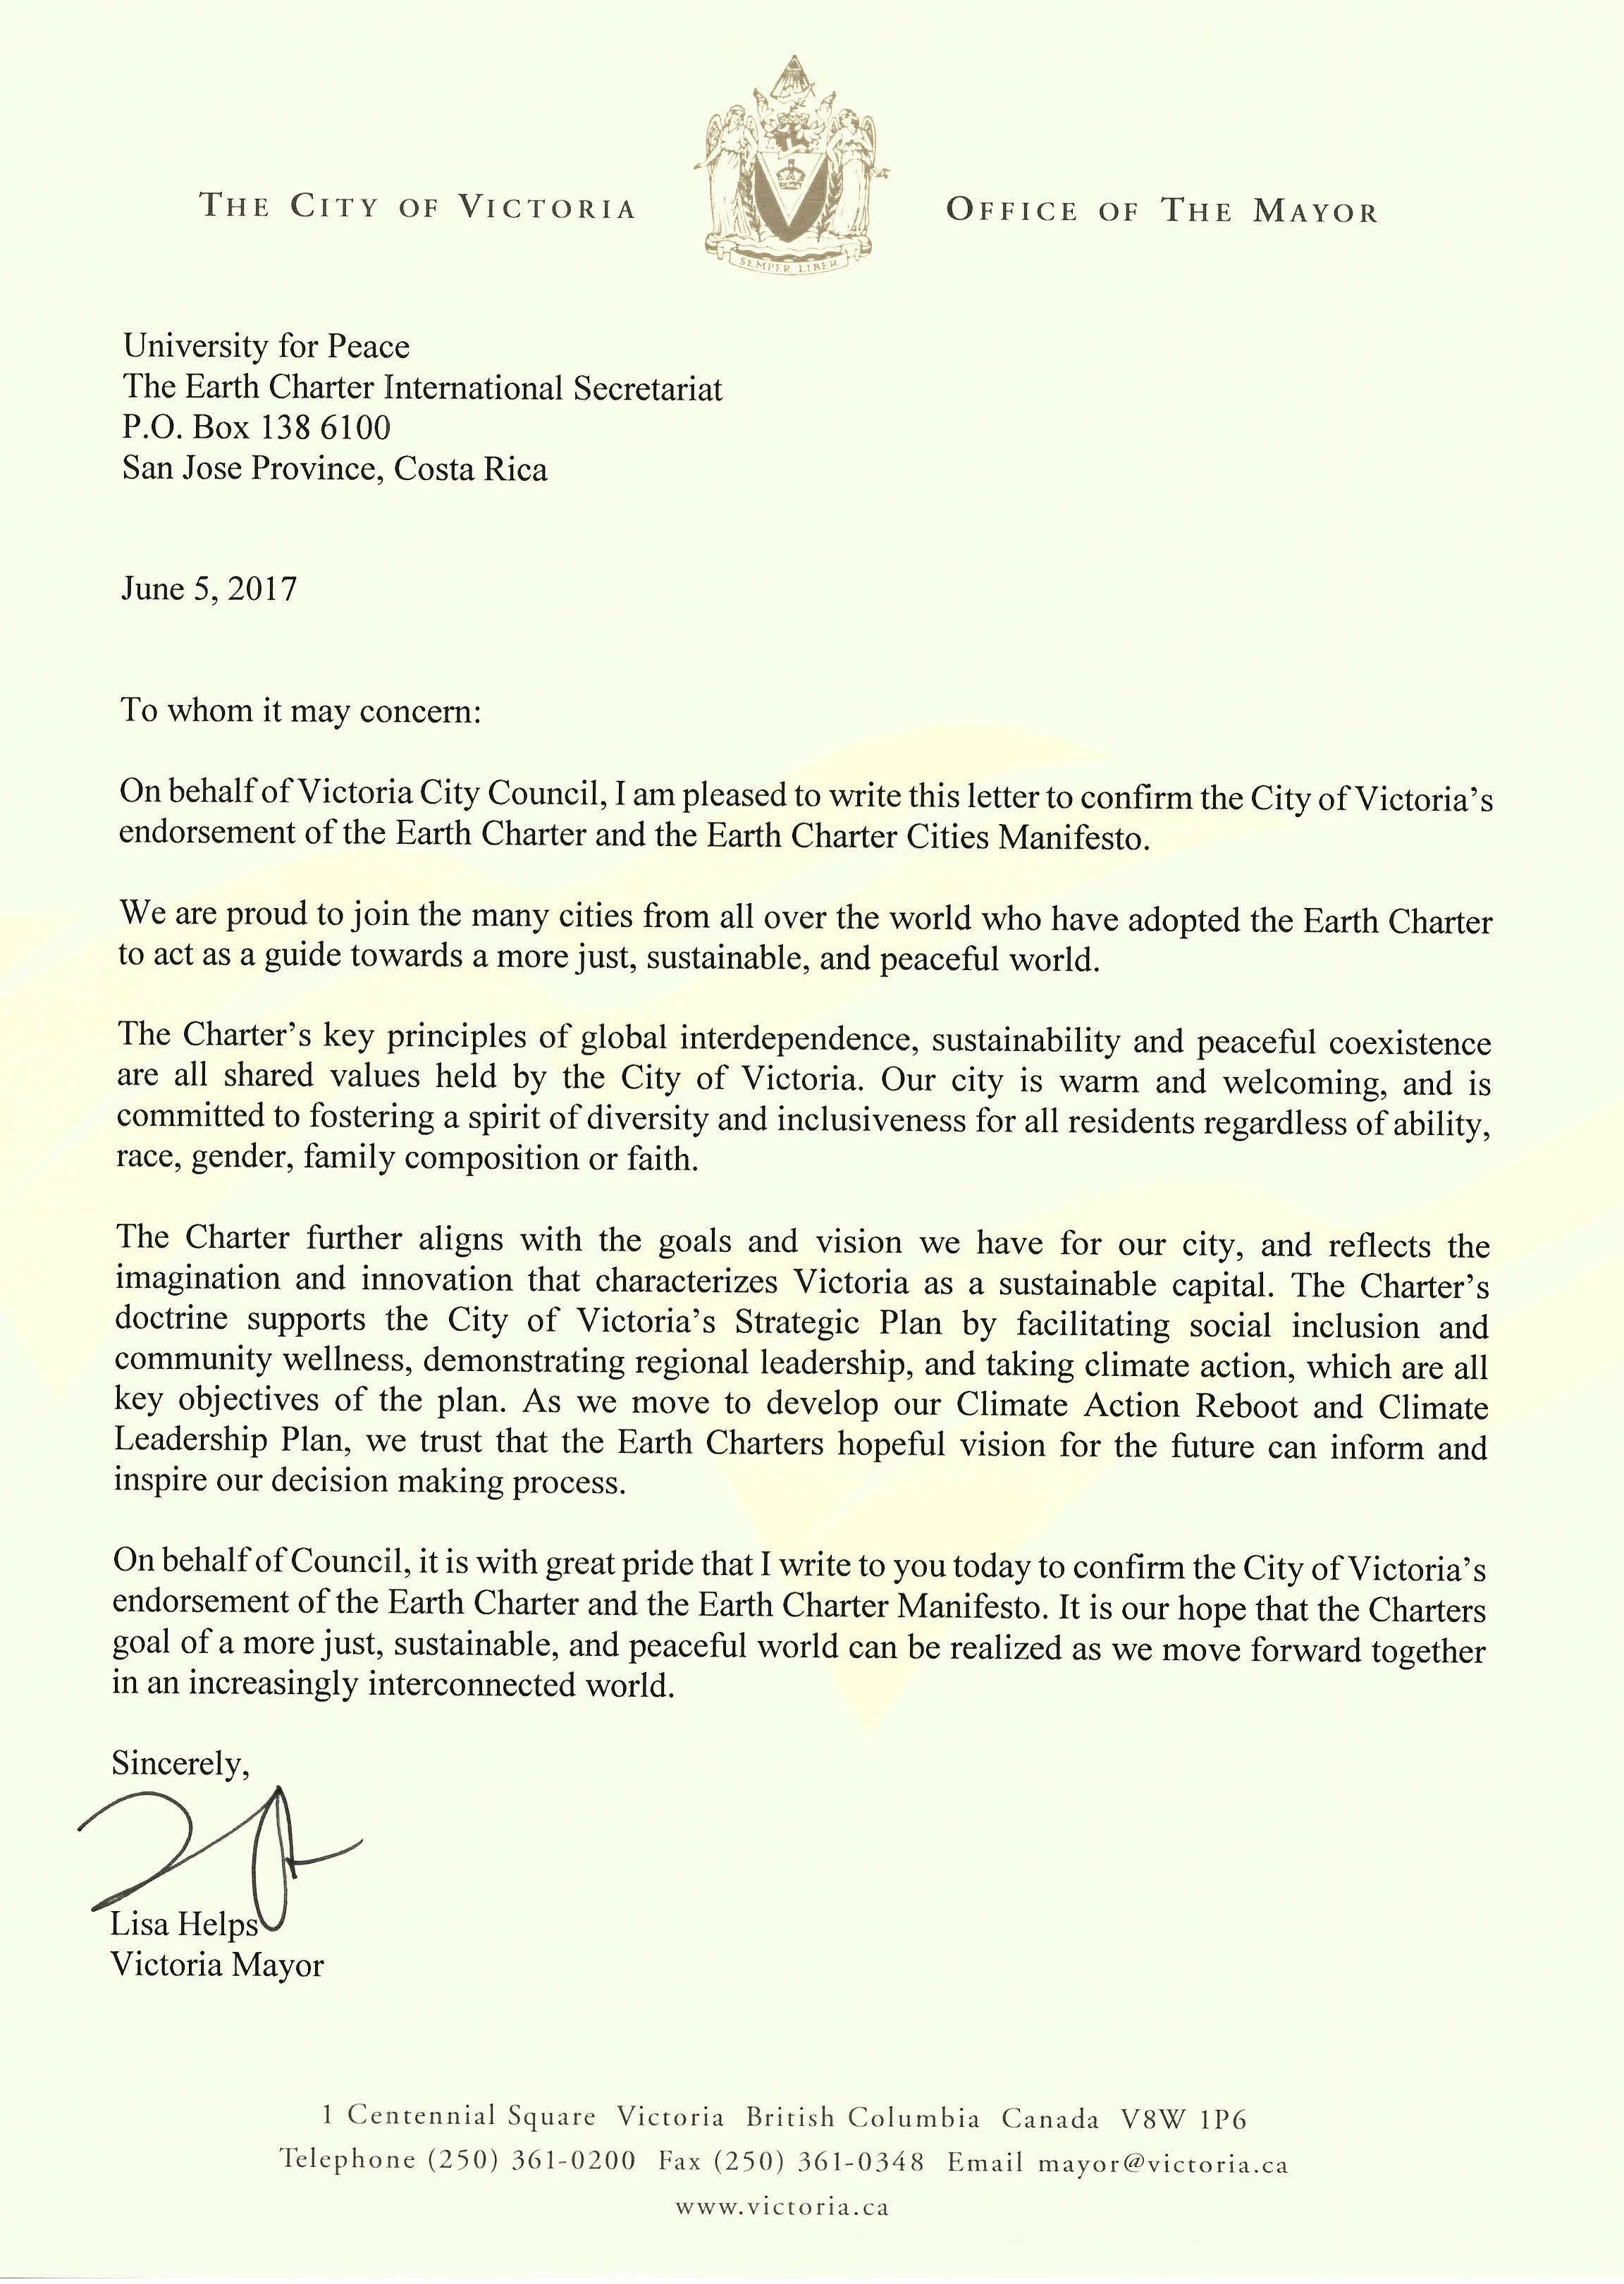 THE CITY OF VICTORIA
OFFICE OF THE MAYOR
SEMPER LIBER
University for Peace
The Earth Charter International Secretariat
P.O. Box 138 6100
San Jose Province, Costa Rica
June 5, 2017
To whom it may concern:
On behalf of Victoria City Council, I am pleased to write this letter to confirm the City of Victoria's
endorsement of the Earth Charter and the Earth Charter Cities Manifesto.
We are proud to join the many cities from all over the world who have adopted the Earth Charter
to act as a guide towards a more just, sustainable, and peaceful world.
The Charter's key principles of global interdependence, sustainability and peaceful coexistence
are all shared values held by the City of Victoria. Our city is warm and welcoming, and is
committed to fostering a spirit of diversity and inclusiveness for all residents regardless of ability,
race, gender, family composition or faith.
The Charter further aligns with the goals and vision we have for our city, and reflects the
imagination and innovation that characterizes Victoria as a sustainable capital. The Charter's
doctrine supports the City of Victoria's Strategic Plan by facilitating social inclusion and
community wellness, demonstrating regional leadership, and taking climate action, which are all
key objectives of the plan. As we move to develop our Climate Action Reboot and Climate
Leadership Plan, we trust that the Earth Charters hopeful vision for the future can inform and
inspire our decision making process.
On behalf of Council, it is with great pride that I write to you today to confirm the City of Victoria's
endorsement of the Earth Charter and the Earth Charter Manifesto. It is our hope that the Charters
goal of a more just, sustainable, and peaceful world can be realized as we move forward together
in an increasingly interconnected world.
Sincerely,
Lisa Helps
Victoria Mayor
1 Centennial Square Victoria British Columbia Canada V8W 1P6
Telephone (250) 361-0200 Fax (250) 361-0348 Email mayor@victoria.ca
www.victoria.ca